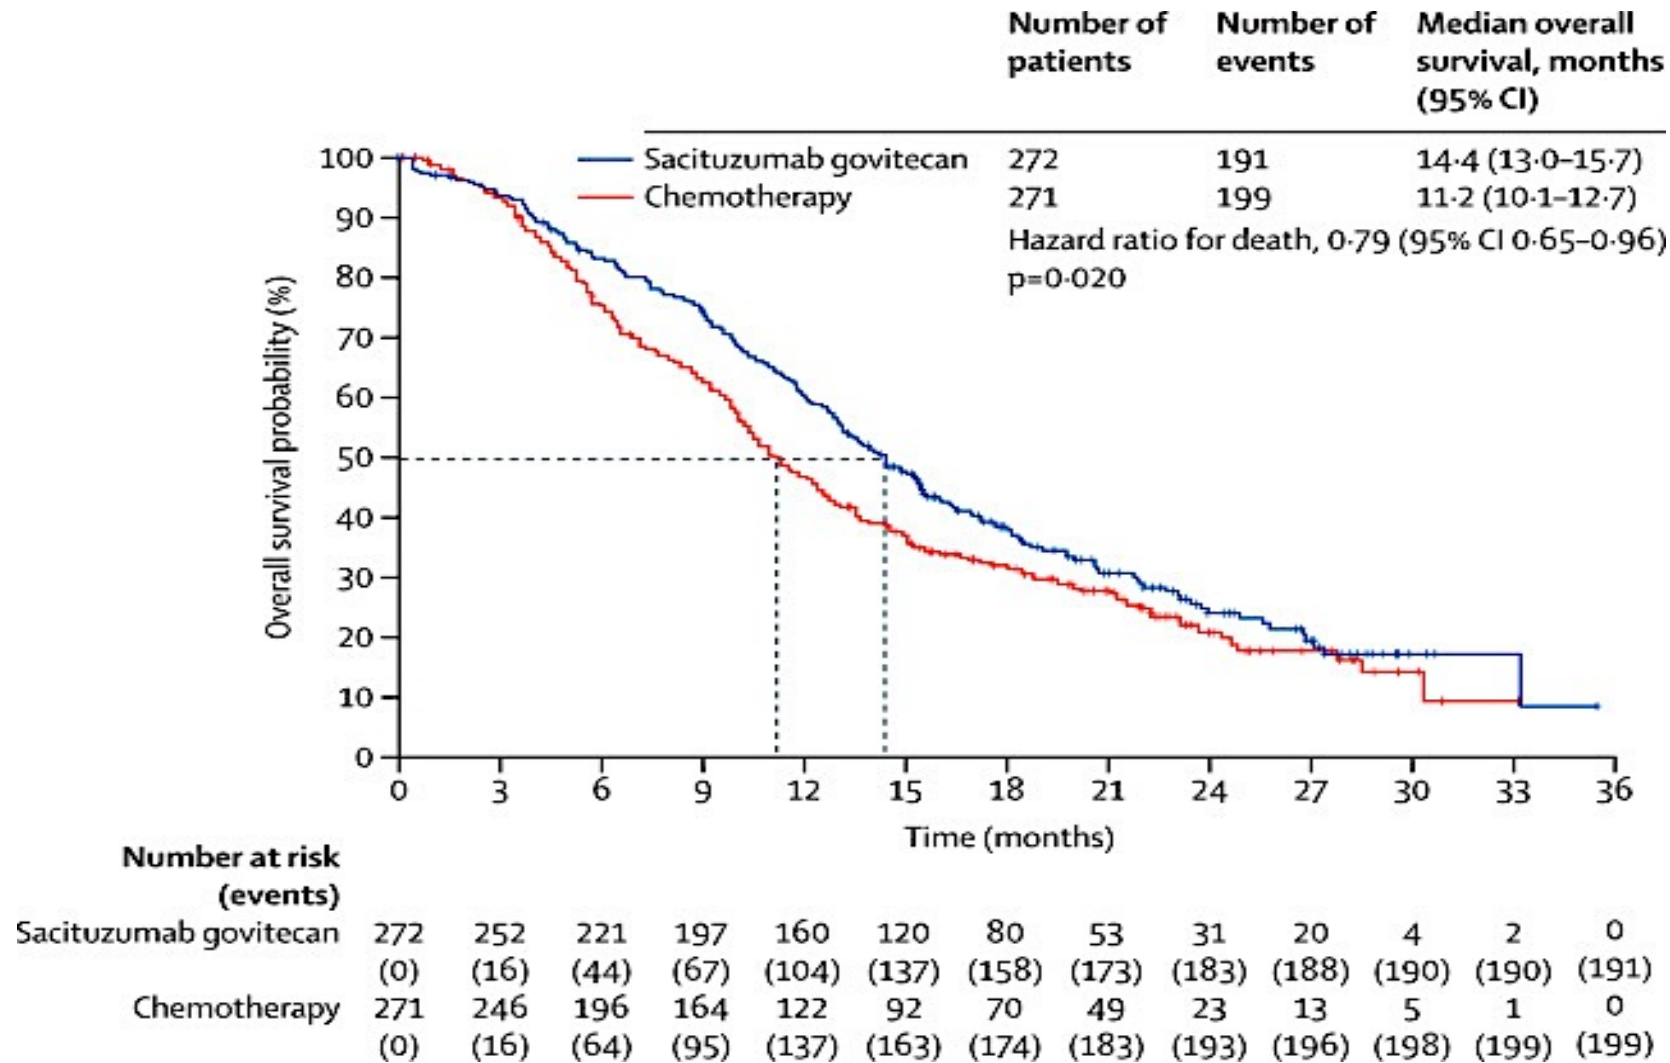 Number of patients Number of events Median overall survival, months (95% CI)
Sacituzumab govitecan 272 191 14·4 (13·0–15·7)
Chemotherapy 271 199 11·2 (10·1–12·7)
Hazard ratio for death, 0·79 (95% CI 0·65–0·96)
p=0·020
Overall survival probability (%)
100
90
80
70
60
50
40
30
20
10
0
0 3 6 9 12 15 18 21 24 27 30 33 36
Time (months)
Number at risk
(events)
Sacituzumab govitecan 272 252 221 197 160 120 80 53 31 20 4 2 0
(0) (16) (44) (67) (104) (137) (158) (173) (183) (188) (190) (190) (191)
Chemotherapy 271 246 196 164 122 92 70 49 23 13 5 1 0
(0) (16) (64) (95) (137) (163) (174) (183) (193) (196) (198) (199) (199)